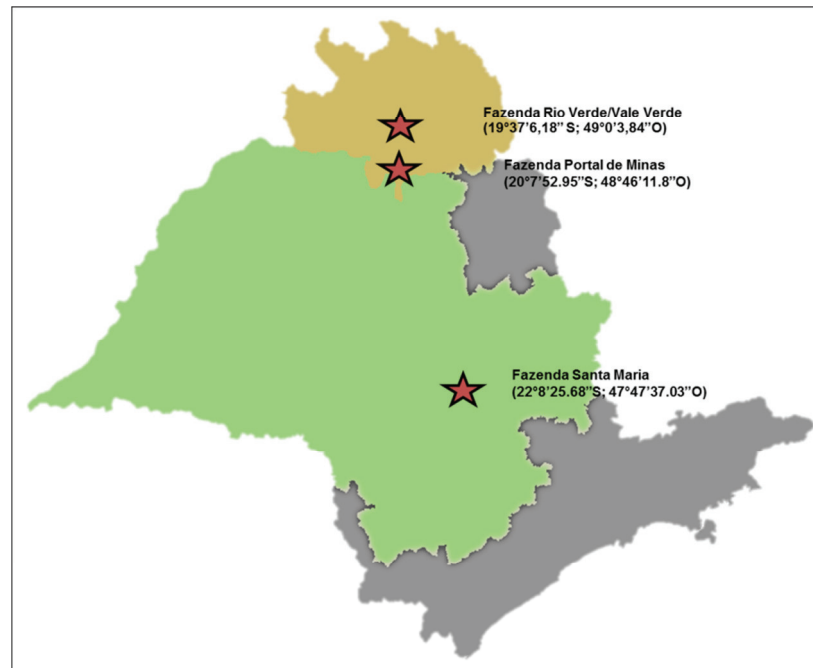 Fazenda Rio Verde/Vale Verde
(19°37’6,18” S; 49°0’3,84”O)
Fazenda Portal de Minas
(20°7’52.95”S; 48°46’11.8”O)
Fazenda Santa Maria
(22°8’25.68”S; 47°47’37.03”O)